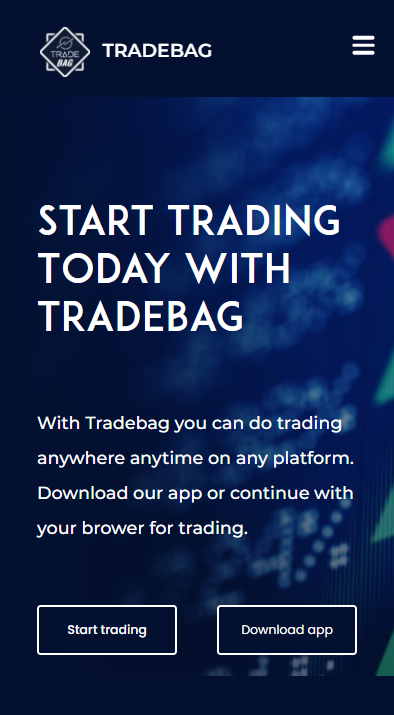 TRADE
BAG
TRADEBAG
START TRADING
TODAY WITH
TRADEBAG
With Tradebag you can do trading
anywhere anytime on any platform.
Download our app or continue with
your brower for trading.
Start trading
Download app